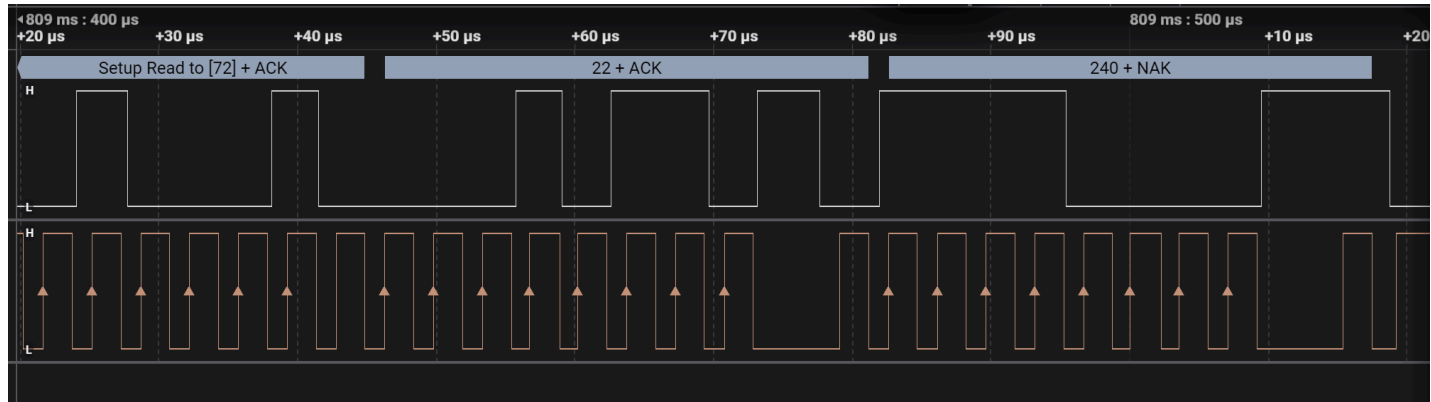 809 ms : 400 µs 809 ms : 500 µs
+20 µs +30 µs +40 µs +50 µs +60 µs +70 µs +80 µs +90 µs +10 µs +20
Setup Read to [72] + ACK 22 + ACK 240 + NAK
H
L
H
L